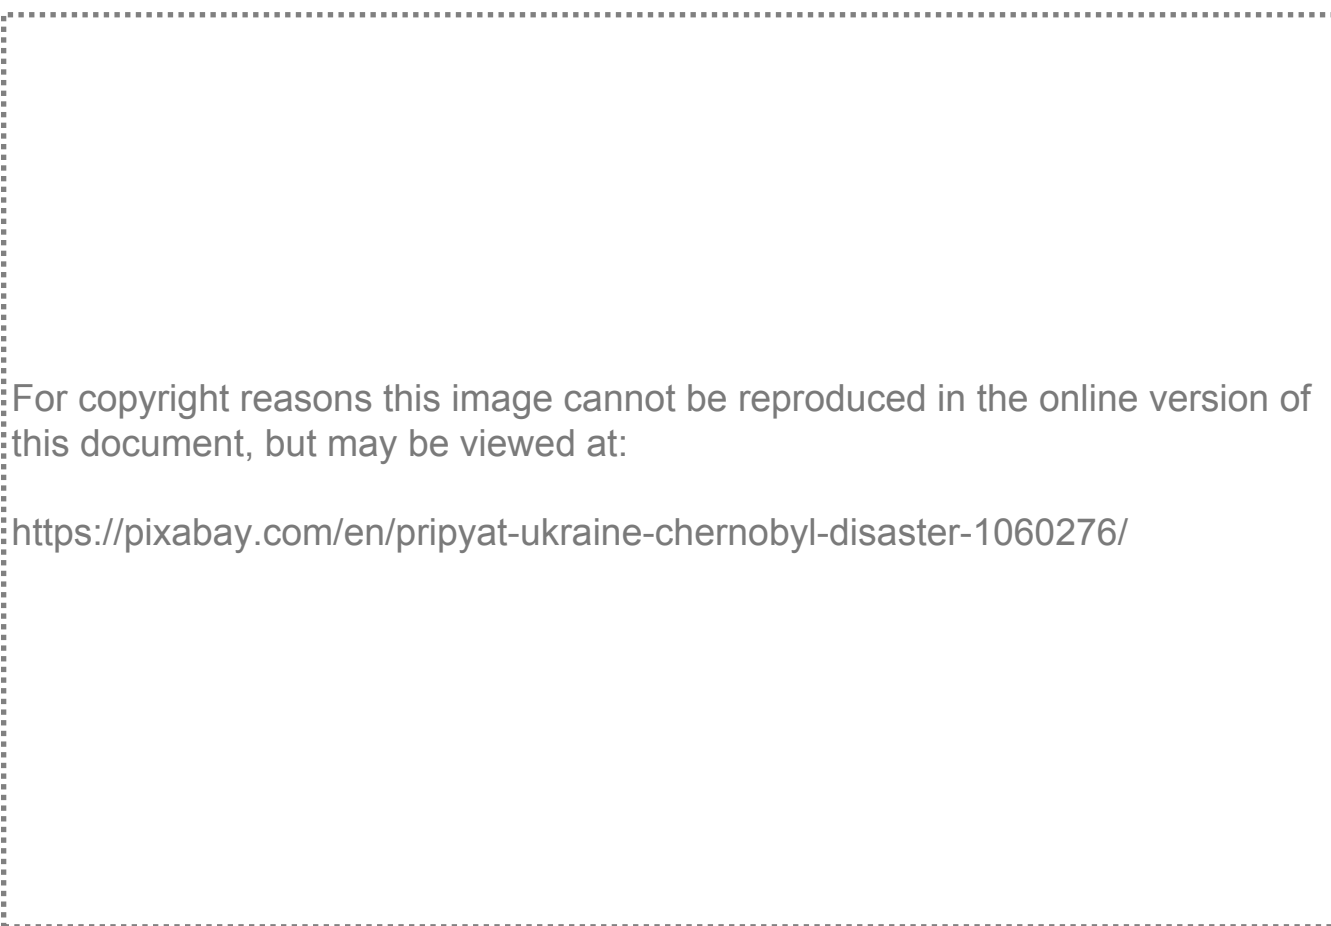 For copyright reasons this image cannot be reproduced in the online version of
this document, but may be viewed at:
https://pixabay.com/en/pripyat-ukraine-chernobyl-disaster-1060276/